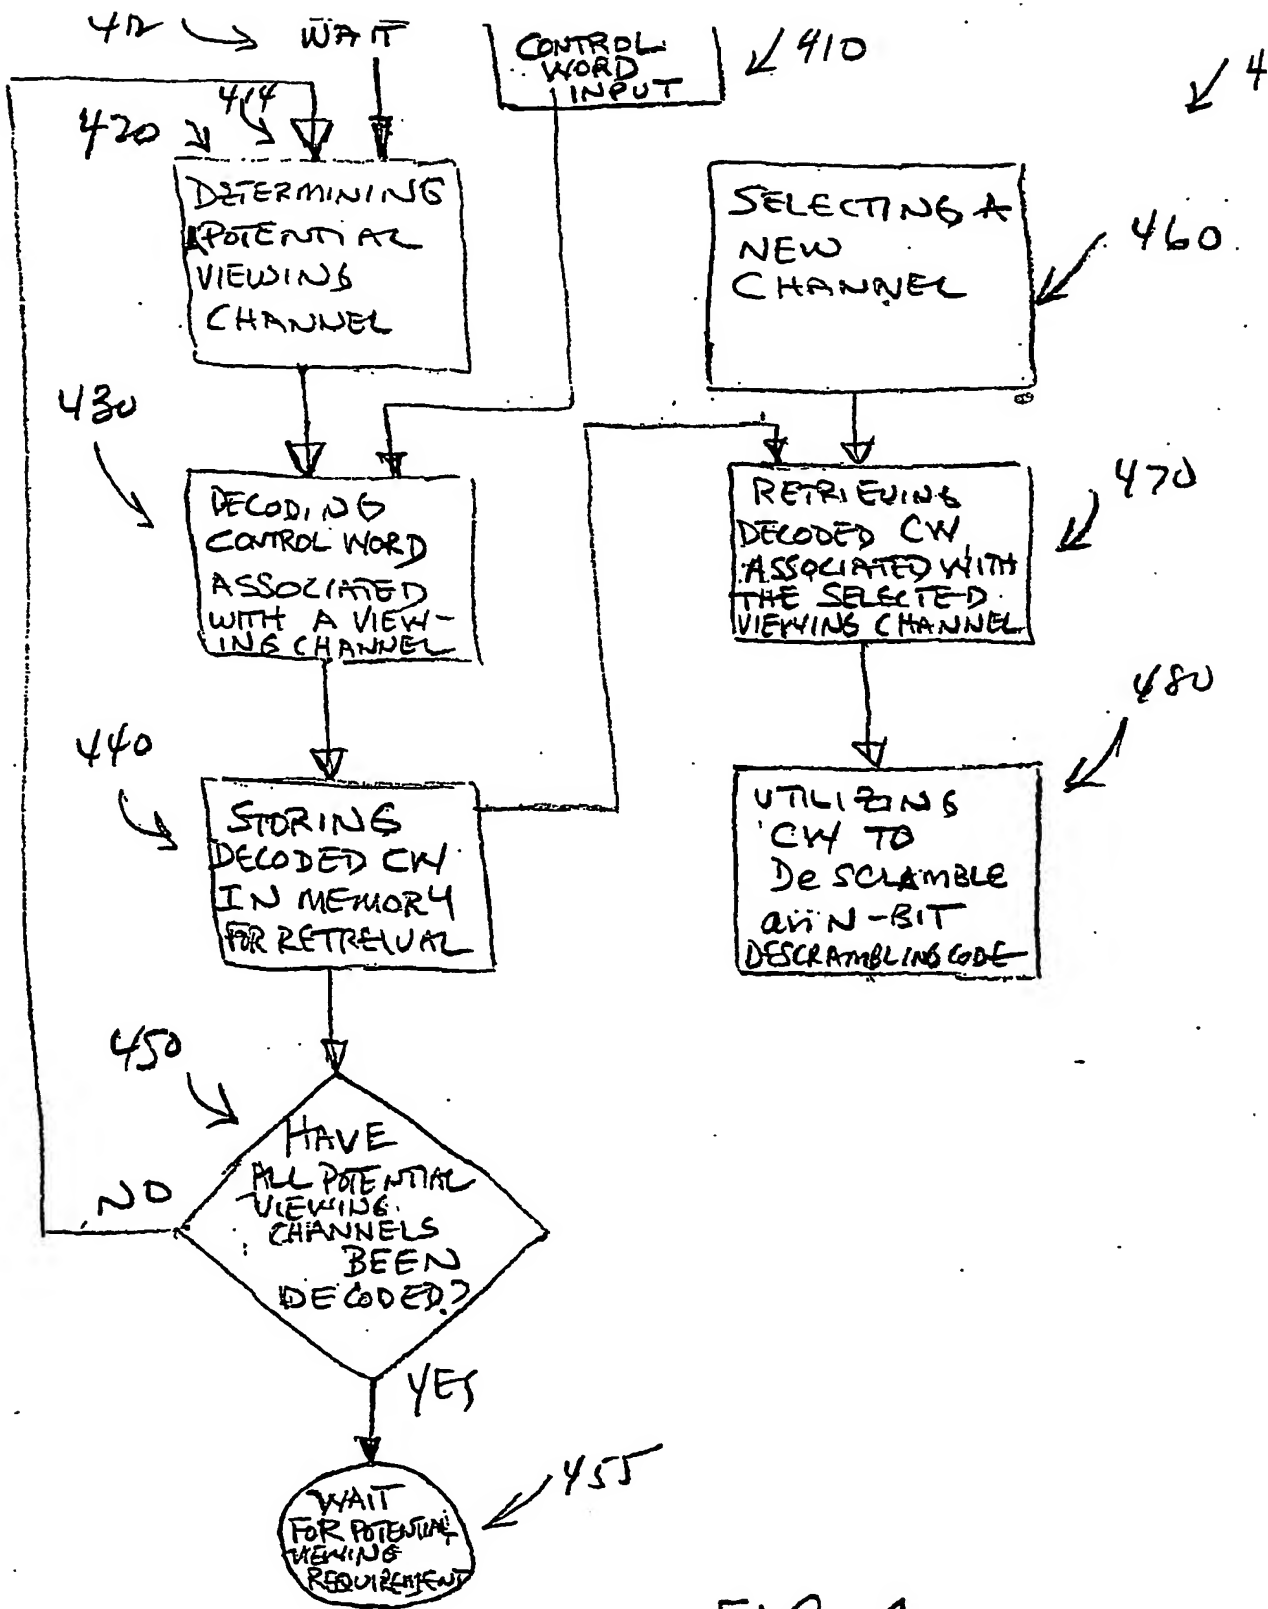 412 WAIT
CONTROL
WORD
INPUT
410
4
414
420
DETERMINING
A POTENTIAL
VIEWING
CHANNEL
SELECTING A
NEW
CHANNEL
460
430
DECODING
CONTROL WORD
ASSOCIATED
WITH A VIEW-
ING CHANNEL
RETRIEVING
DECODED CW
ASSOCIATED WITH
THE SELECTED
VIEWING CHANNEL
470
440
STORING
DECODED CW
IN MEMORY
FOR RETREIVAL
UTILIZING
CW TO
DeSCRAMBLE
an N-BIT
DESCRAMBLING CODE
480
450
HAVE
ALL POTENTIAL
VIEWING
CHANNELS
BEEN
DECODED?
NO
YES
WAIT
FOR POTENTIAL
VIEWING
REQUIREMENT
455